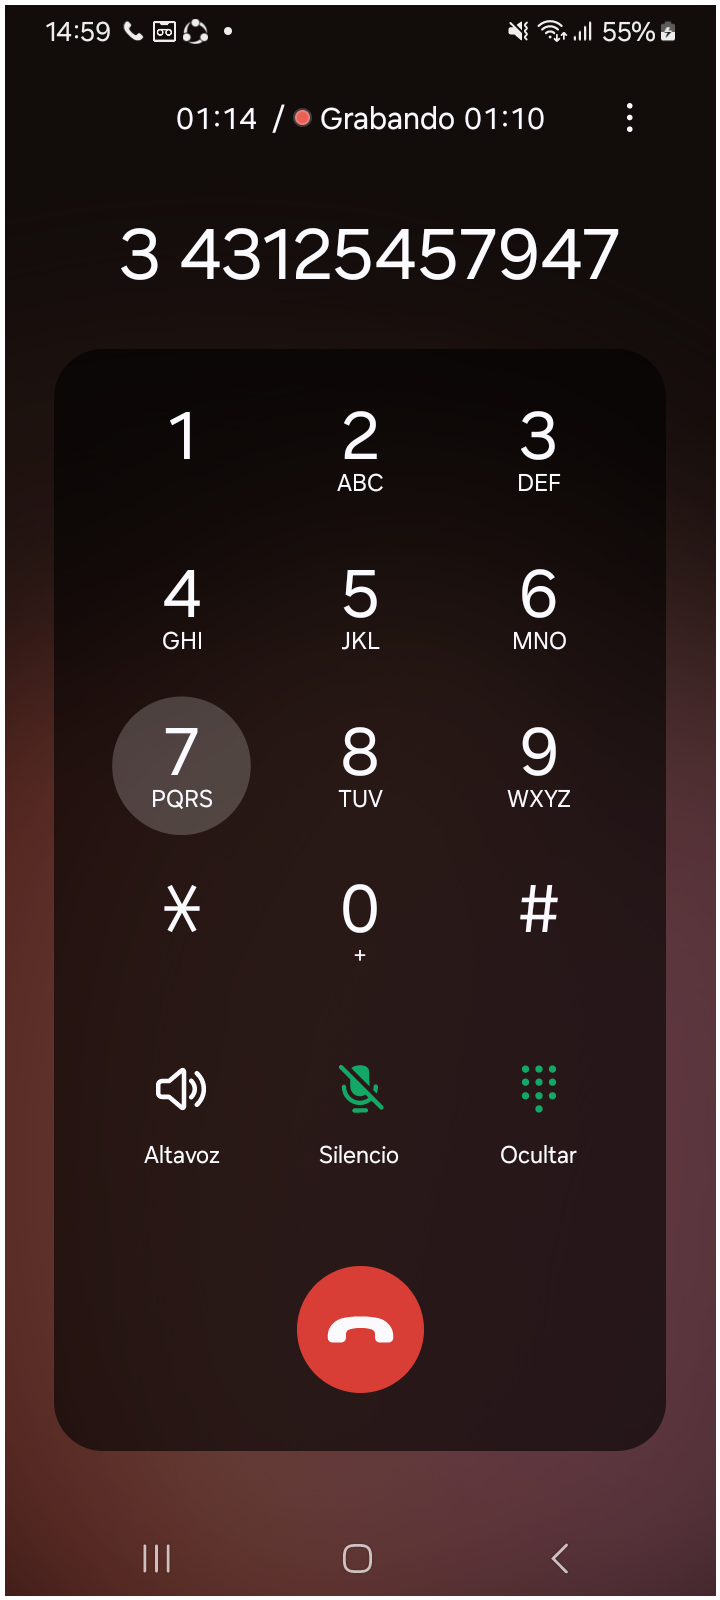 14:59 55%
01:14 / Grabando 01:10
3 43125457947
1 2 3
ABC DEF
4 5 6
GHI JKL MNO
7 8 9
PQRS TUV WXYZ
* 0 #
+
Altavoz Silencio Ocultar